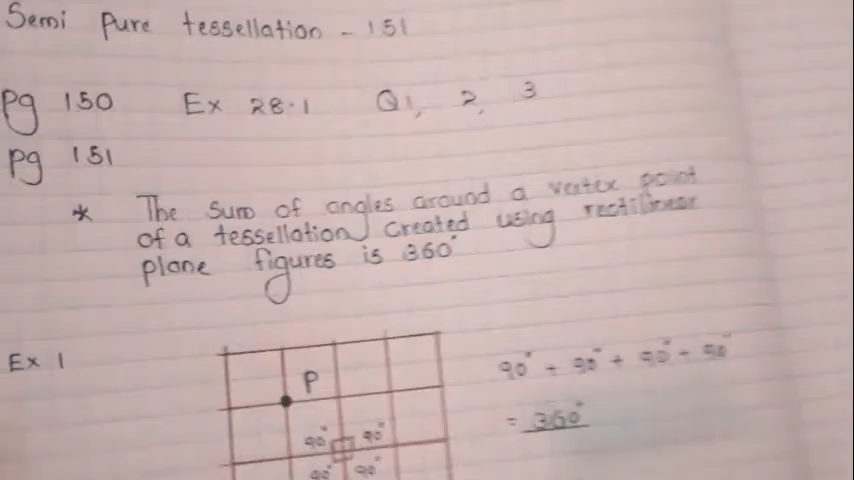 Semi pure tessellation - 151
pg 150 Ex 28.1 Q1, 2, 3
pg 151
* The sum of angles around a vertex point
of a tessellation created using rectilinear
plane figures is 360°
Ex 1
P
90° + 90° + 90° + 90°
= 360°
90° 90°
90° 90°